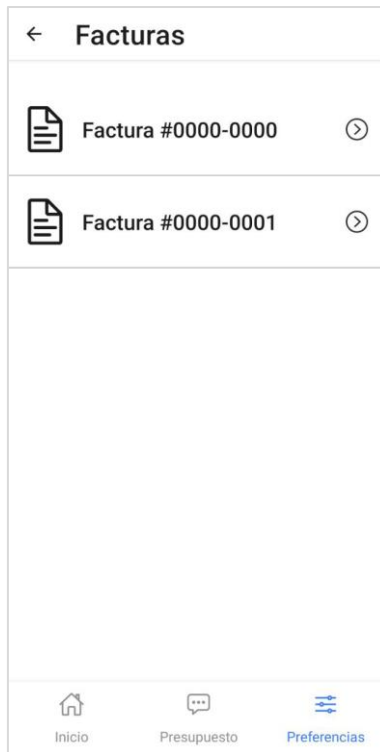 Facturas
Factura #0000-0000
Factura #0000-0001
Inicio Presupuesto Preferencias